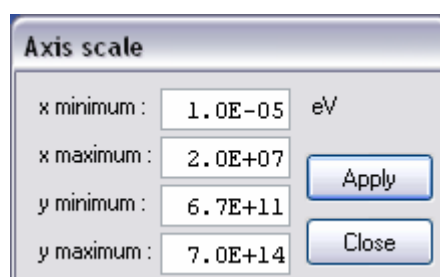 Axis scale
x minimum : 1.0E-05 eV
x maximum : 2.0E+07
Apply
y minimum : 6.7E+11
y maximum : 7.0E+14
Close